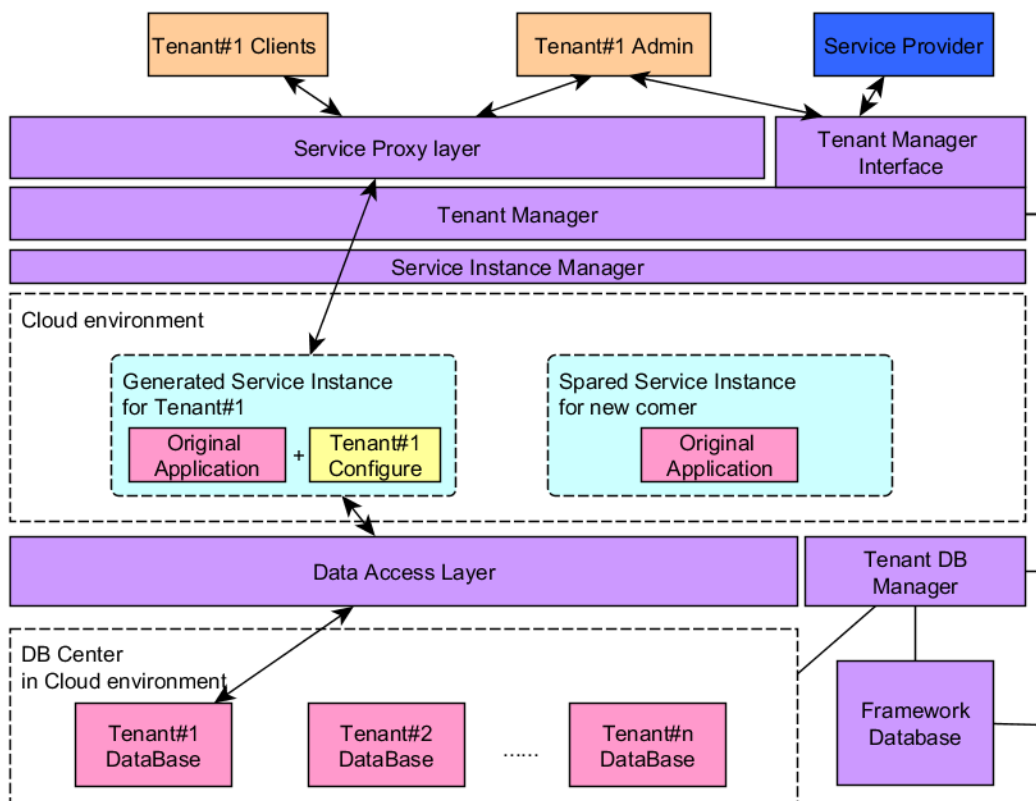 Tenant#1 Clients
Tenant#1 Admin
Service Provider
Service Proxy layer
Tenant Manager
Interface
Tenant Manager
Service Instance Manager
Cloud environment
Generated Service Instance
for Tenant#1
Original
Application
+
Tenant#1
Configure
Spared Service Instance
for new comer
Original
Application
Data Access Layer
Tenant DB
Manager
DB Center
in Cloud environment
Tenant#1
DataBase
Tenant#2
DataBase
......
Tenant#n
DataBase
Framework
Database